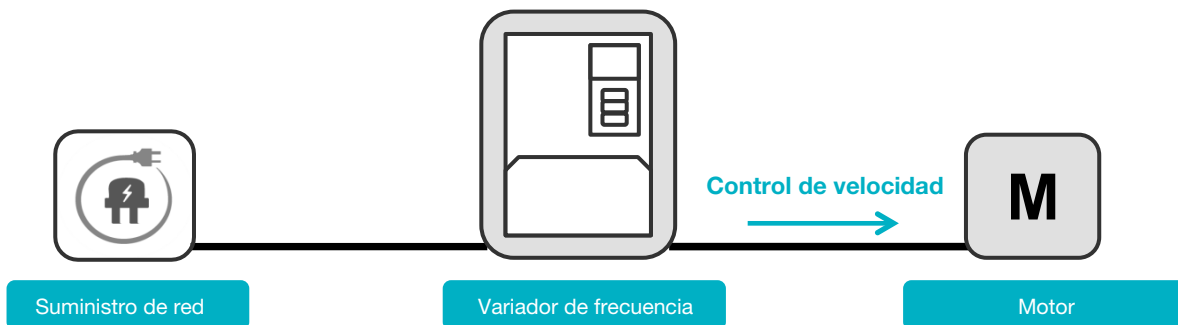 Control de velocidad
M
Suministro de red
Variador de frecuencia
Motor